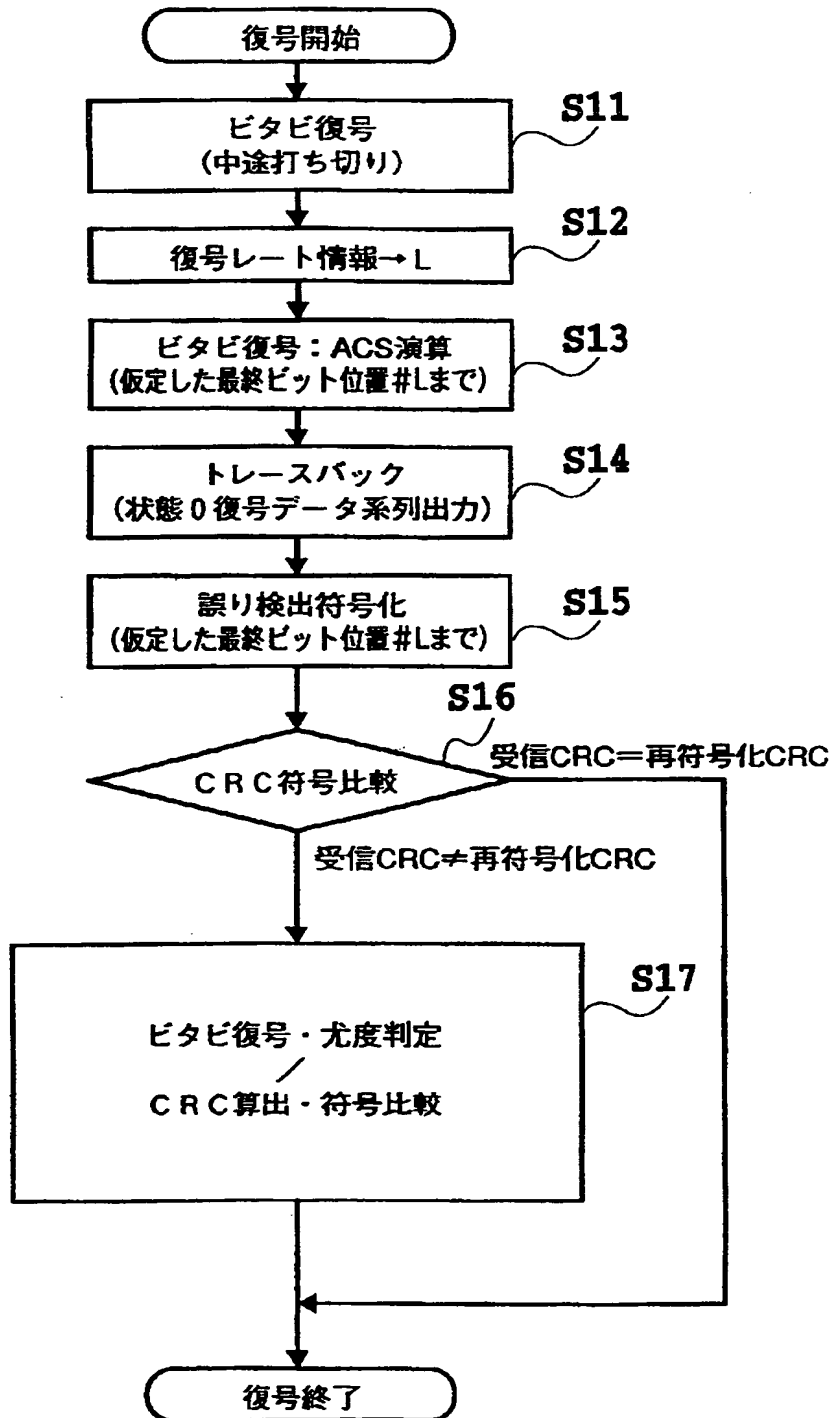 復号開始
S11
ビタビ復号
(中途打ち切り)
S12
復号レート情報→L
S13
ビタビ復号：ACS演算
(仮定した最終ビット位置#Lまで)
S14
トレースバック
(状態０復号データ系列出力)
S15
誤り検出符号化
(仮定した最終ビット位置#Lまで)
S16
受信CRC＝再符号化CRC
ＣＲＣ符号比較
受信CRC≠再符号化CRC
S17
ビタビ復号・尤度判定
／
ＣＲＣ算出・符号比較
復号終了